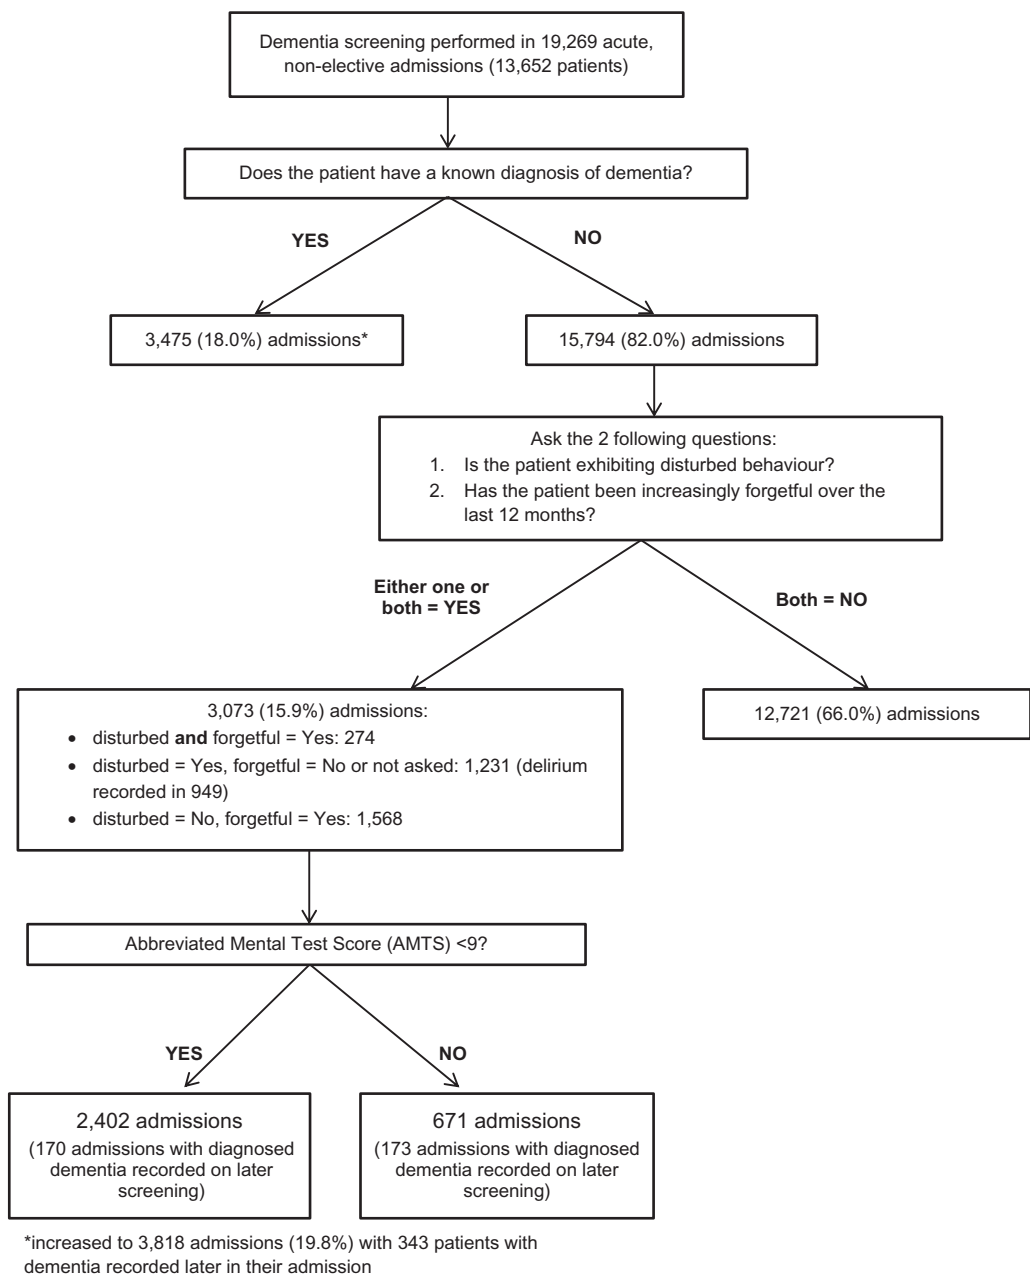 Dementia screening performed in 19,269 acute,
non-elective admissions (13,652 patients)
Does the patient have a known diagnosis of dementia?
YES
NO
3,475 (18.0%) admissions*
15,794 (82.0%) admissions
Ask the 2 following questions:
1. Is the patient exhibiting disturbed behaviour?
2. Has the patient been increasingly forgetful over the
last 12 months?
Either one or
both = YES
Both = NO
3,073 (15.9%) admissions:
• disturbed and forgetful = Yes: 274
• disturbed = Yes, forgetful = No or not asked: 1,231 (delirium
recorded in 949)
• disturbed = No, forgetful = Yes: 1,568
12,721 (66.0%) admissions
Abbreviated Mental Test Score (AMTS) <9?
YES
NO
2,402 admissions
(170 admissions with diagnosed
dementia recorded on later
screening)
671 admissions
(173 admissions with diagnosed
dementia recorded on later
screening)
*increased to 3,818 admissions (19.8%) with 343 patients with
dementia recorded later in their admission